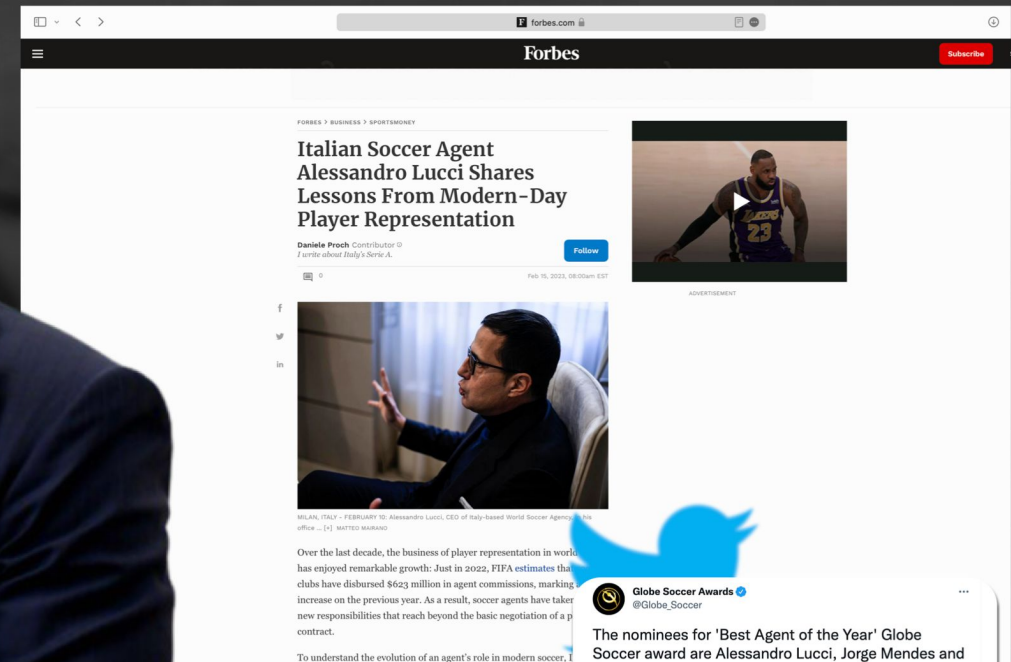 forbes.com
Forbes
Subscribe
FORBES > BUSINESS > SPORTSMONEY
Italian Soccer Agent
Alessandro Lucci Shares
Lessons From Modern-Day
Player Representation
Daniele Proch Contributor
I write about Italy's Serie A.
Follow
0
Feb 15, 2023, 08:00am EST
LAKERS
23
ADVERTISEMENT
MILAN, ITALY - FEBRUARY 10: Alessandro Lucci, CEO of Italy-based World Soccer Agency, in his
office ... [+] MATTEO MAIRANO
Over the last decade, the business of player representation in world
has enjoyed remarkable growth: Just in 2022, FIFA estimates tha
clubs have disbursed $623 million in agent commissions, marking
increase on the previous year. As a result, soccer agents have taken
new responsibilities that reach beyond the basic negotiation of a p
contract.
To understand the evolution of an agent's role in modern soccer, I
Globe Soccer Awards
@Globe_Soccer
The nominees for 'Best Agent of the Year' Globe
Soccer award are Alessandro Lucci, Jorge Mendes and